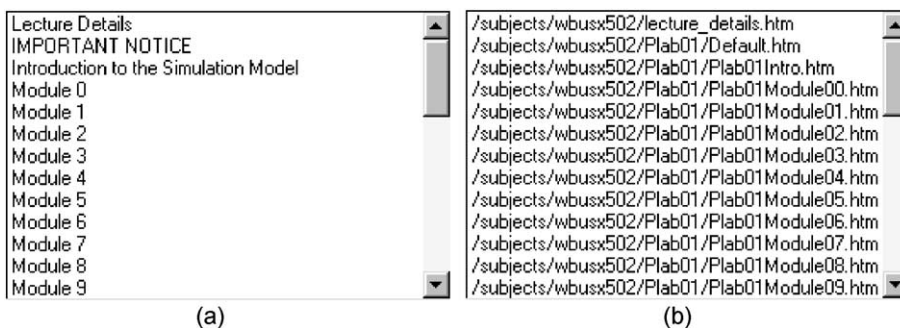 Lecture Details
IMPORTANT NOTICE
Introduction to the Simulation Model
Module 0
Module 1
Module 2
Module 3
Module 4
Module 5
Module 6
Module 7
Module 8
Module 9
(a)
/subjects/wbusx502/lecture_details.htm
/subjects/wbusx502/Plab01/Default.htm
/subjects/wbusx502/Plab01/Plab01Intro.htm
/subjects/wbusx502/Plab01/Plab01Module00.htm
/subjects/wbusx502/Plab01/Plab01Module01.htm
/subjects/wbusx502/Plab01/Plab01Module02.htm
/subjects/wbusx502/Plab01/Plab01Module03.htm
/subjects/wbusx502/Plab01/Plab01Module04.htm
/subjects/wbusx502/Plab01/Plab01Module05.htm
/subjects/wbusx502/Plab01/Plab01Module06.htm
/subjects/wbusx502/Plab01/Plab01Module07.htm
/subjects/wbusx502/Plab01/Plab01Module08.htm
/subjects/wbusx502/Plab01/Plab01Module09.htm
(b)